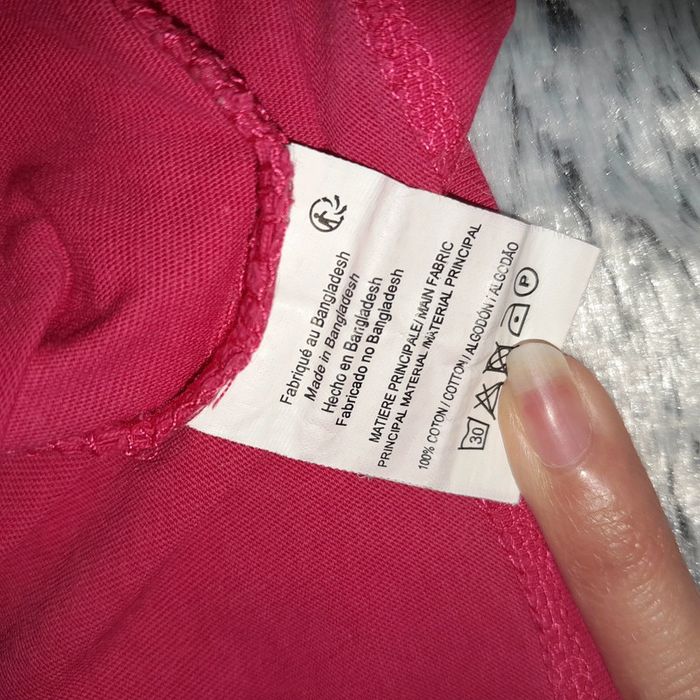 Fabriqué au Bangladesh
Made in Bangladesh
Hecho en Bangladesh
Fabricado no Bangladesh
MATIERE PRINCIPALE/ MAIN FABRIC
PRINCIPAL MATERIAL /MATERIAL PRINCIPAL
100% COTON / COTTON / ALGODÓN / ALGODÃO
30 P